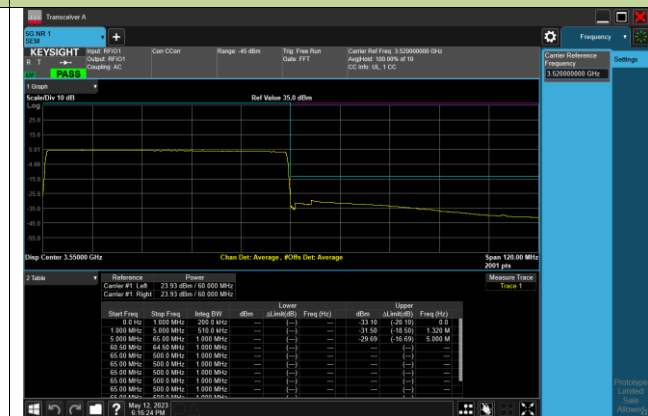 Transceiver A
5G NR 1
SEM
+
Frequency
KEYSIGHT
R T
PASS
Input: RFIO1
Output: RFIO1
Coupling: AC
Corr CCorr
Range: -45 dBm
Trig: Free Run
Gate: FFT
Carrier Ref Freq: 3.520000000 GHz
Avg|Hold: 100.00% of 10
CC Info: UL, 1 CC
Carrier Reference
Frequency
3.520000000 GHz
Settings
1 Graph
Scale/Div 10 dB
Ref Value 35.0 dBm
Log
25.0
15.0
5.01
-4.98
-15.0
-25.0
-35.0
-45.0
-55.0
Disp Center 3.55000 GHz
Chan Det: Average, #Offs Det: Average
Span 120.00 MHz
2001 pts
2 Table
Reference Power
Carrier #1: Left 23.93 dBm / 60.000 MHz
Carrier #1: Right 23.93 dBm / 60.000 MHz
Measure Trace
Trace 1
Lower Upper
Start Freq Stop Freq Integ BW dBm ΔLimit(dB) Freq (Hz) dBm ΔLimit(dB) Freq (Hz)
0.0 Hz 1.000 MHz 200.0 kHz --- (---) --- -33.10 (-20.10) 0.0
1.000 MHz 5.000 MHz 510.0 kHz --- (---) --- -31.50 (-18.50) 1.320 M
5.000 MHz 65.00 MHz 1.000 MHz --- (---) --- -29.69 (-16.69) 5.000 M
60.50 MHz 64.50 MHz 1.000 MHz --- (---) --- --- (---) ---
65.00 MHz 500.0 MHz 1.000 MHz --- (---) --- --- (---) ---
65.00 MHz 500.0 MHz 1.000 MHz --- (---) --- --- (---) ---
65.00 MHz 500.0 MHz 1.000 MHz --- (---) --- --- (---) ---
65.00 MHz 500.0 MHz 1.000 MHz --- (---) --- --- (---) ---
65.00 MHz 500.0 MHz 1.000 MHz --- (---) --- --- (---) ---
?
May 12, 2023
6:16:24 PM
Prototype
Limited
Sale
Allowed